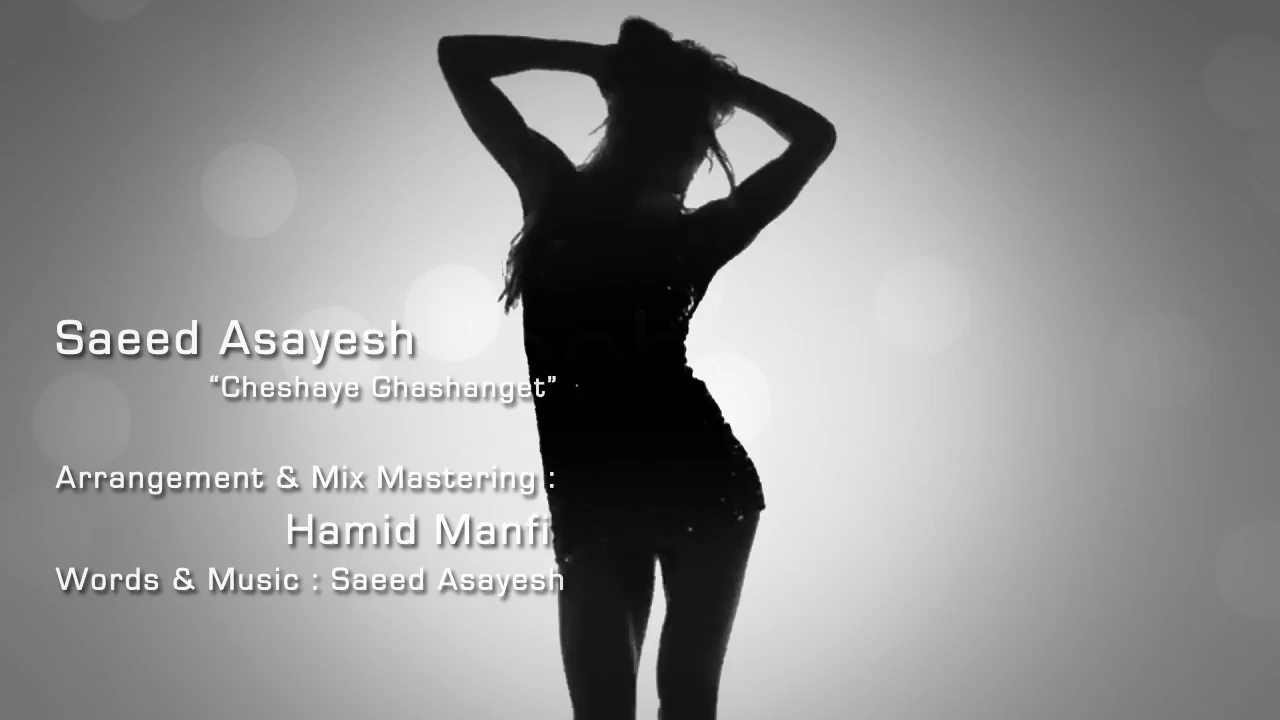 Saeed Asayesh
“Cheshaye Ghashanget”
Arrangement & Mix Mastering :
Hamid Manfi
Words & Music : Saeed Asayesh